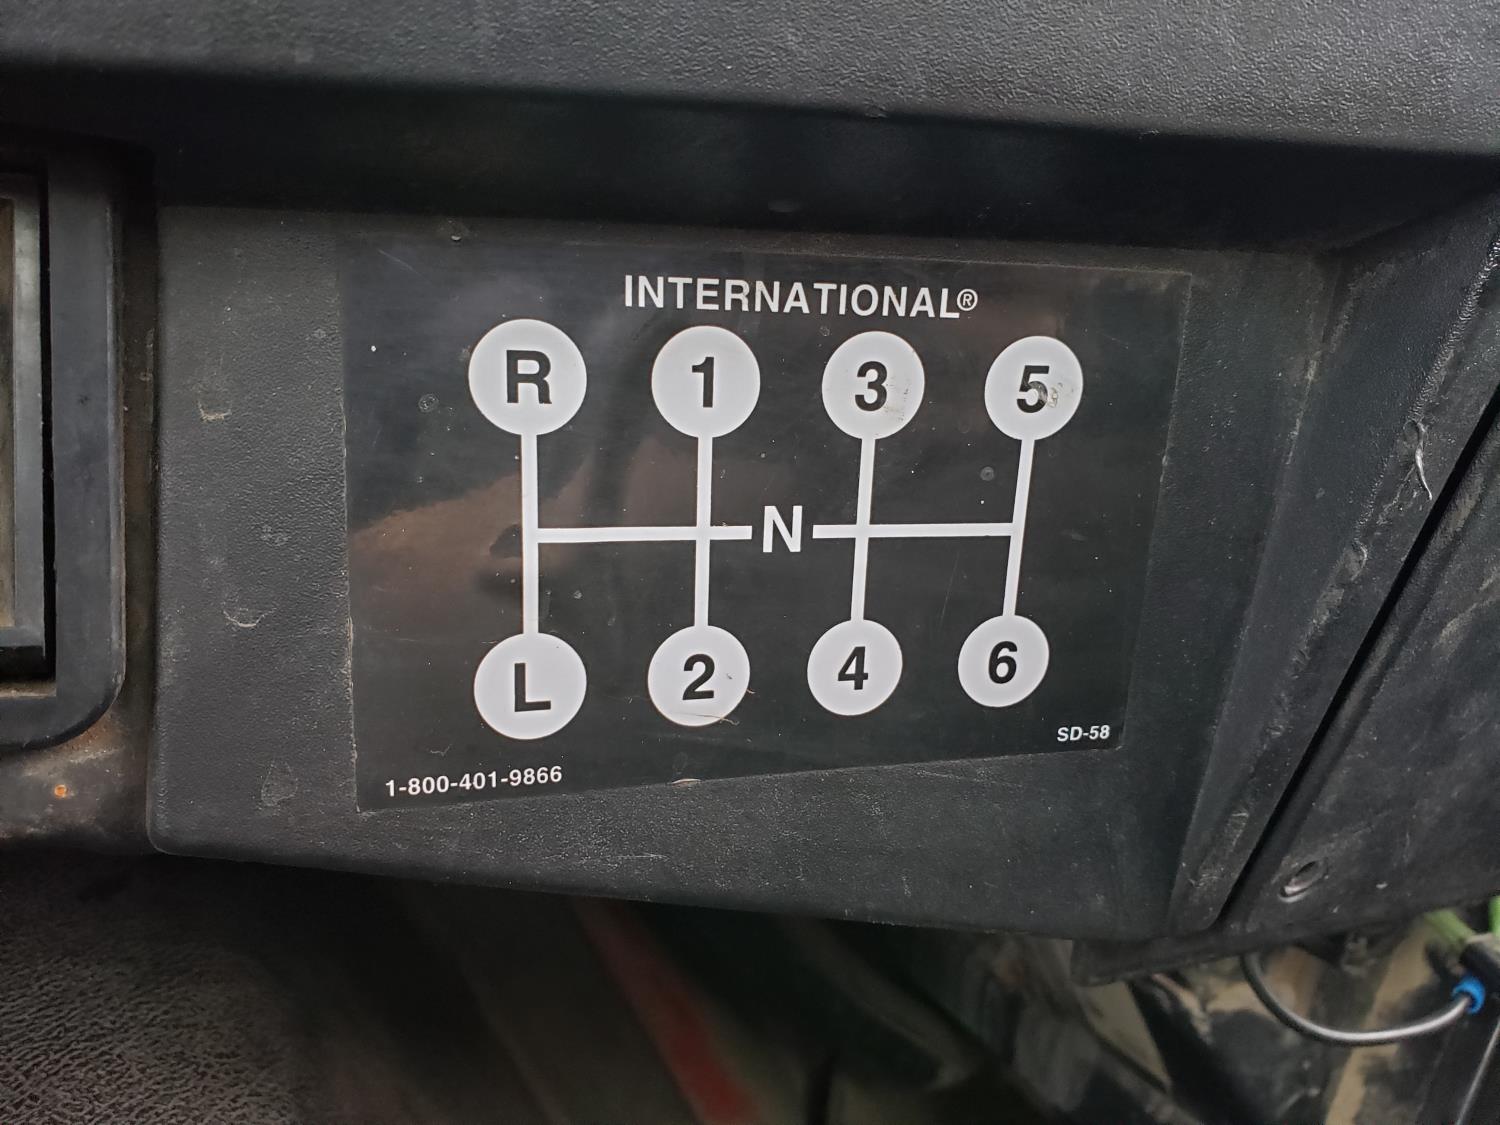 INTERNATIONAL®
R 1 3 5
N
L 2 4 6
SD-58
1-800-401-9866